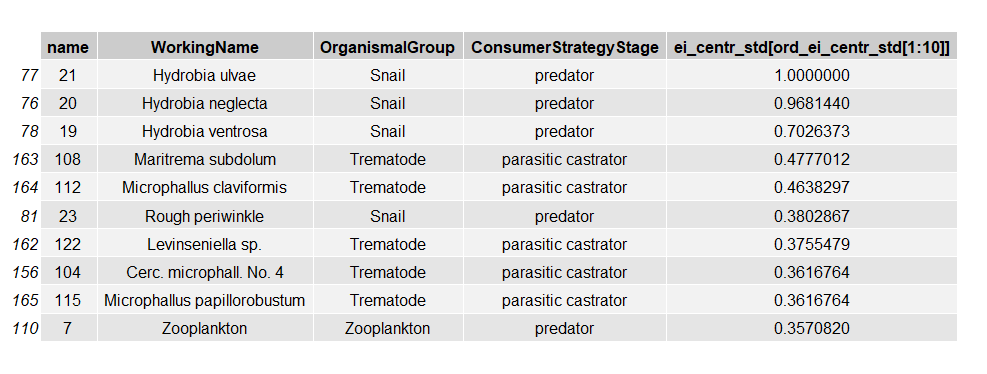 name WorkingName OrganismalGroup ConsumerStrategyStage ei_centr_std[ord_ei_centr_std[1:10]]
77 21 Hydrobia ulvae Snail predator 1.0000000
76 20 Hydrobia neglecta Snail predator 0.9681440
78 19 Hydrobia ventrosa Snail predator 0.7026373
163 108 Maritrema subdolum Trematode parasitic castrator 0.4777012
164 112 Microphallus claviformis Trematode parasitic castrator 0.4638297
81 23 Rough periwinkle Snail predator 0.3802867
162 122 Levinseniella sp. Trematode parasitic castrator 0.3755479
156 104 Cerc. microphall. No. 4 Trematode parasitic castrator 0.3616764
165 115 Microphallus papillorobustum Trematode parasitic castrator 0.3616764
110 7 Zooplankton Zooplankton predator 0.3570820